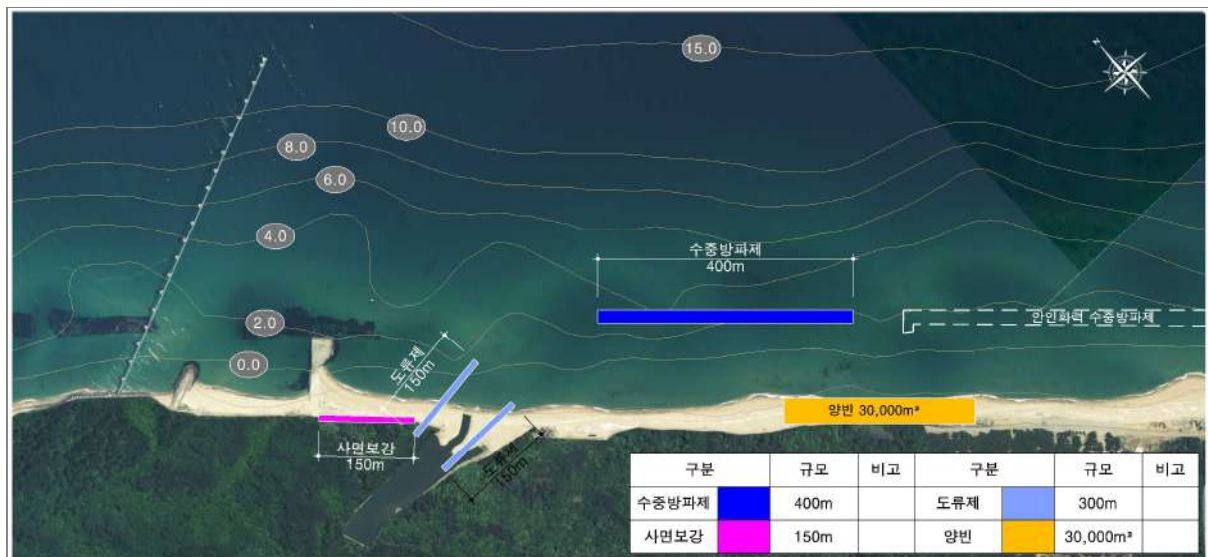 15.0
10.0
8.0
6.0
4.0
2.0
0.0
수중방파제
400m
안인화력 수중방파제
도류제
150m
도류제
150m
사면보강
150m
양빈 30,000m³
구분 규모 비고 구분 규모 비고
수중방파제 400m 도류제 300m
사면보강 150m 양빈 30,000m³